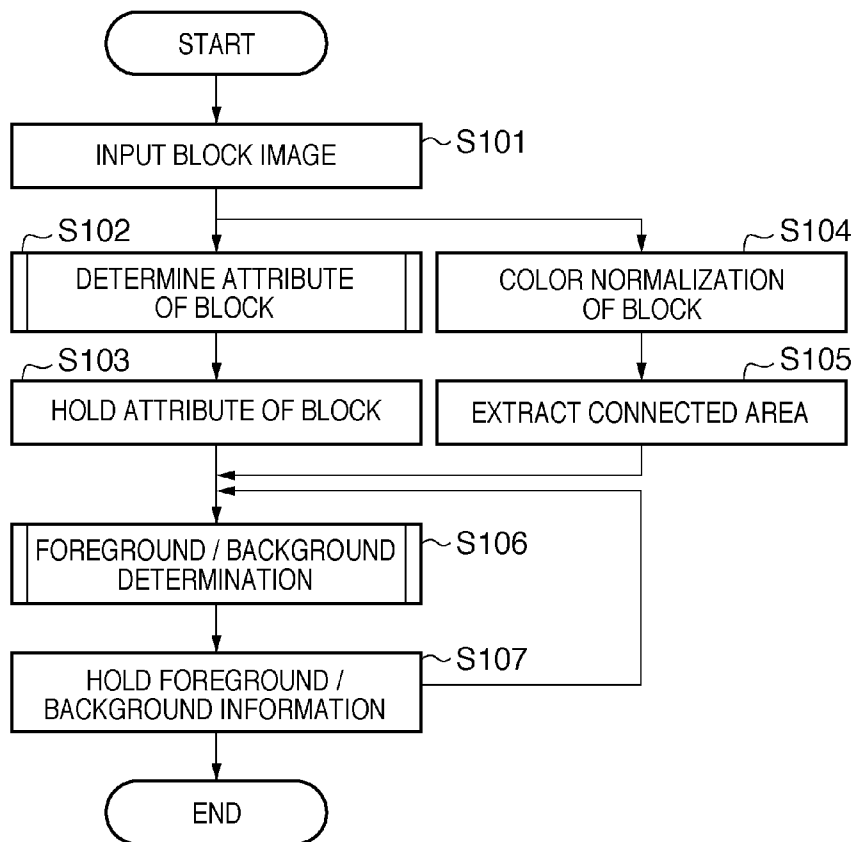 START
INPUT BLOCK IMAGE
S101
S102
DETERMINE ATTRIBUTE
OF BLOCK
S104
COLOR NORMALIZATION
OF BLOCK
S103
HOLD ATTRIBUTE OF BLOCK
S105
EXTRACT CONNECTED AREA
FOREGROUND / BACKGROUND
DETERMINATION
S106
HOLD FOREGROUND /
BACKGROUND INFORMATION
S107
END